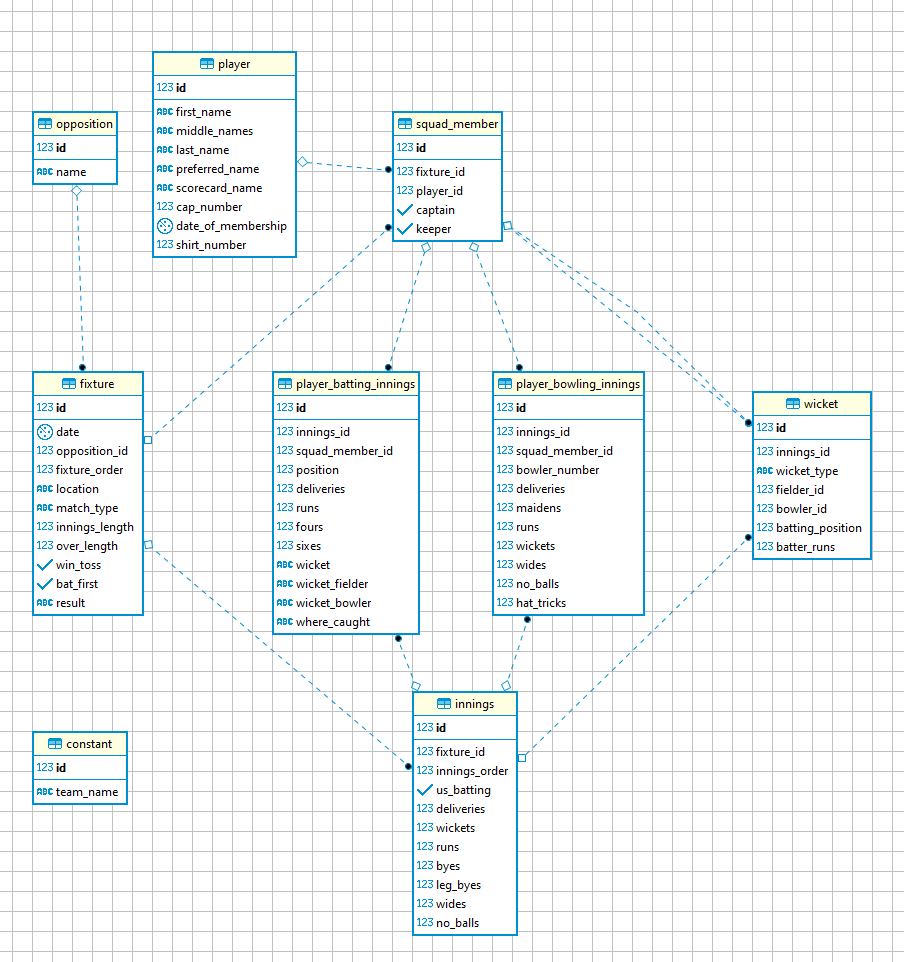 player
123 id
ABC first_name
ABC middle_names
ABC last_name
ABC preferred_name
ABC scorecard_name
123 cap_number
date_of_membership
123 shirt_number
opposition
123 id
ABC name
squad_member
123 id
123 fixture_id
123 player_id
captain
keeper
fixture
123 id
date
123 opposition_id
123 fixture_order
ABC location
ABC match_type
123 innings_length
123 over_length
win_toss
bat_first
ABC result
player_batting_innings
123 id
123 innings_id
123 squad_member_id
123 position
123 deliveries
123 runs
123 fours
123 sixes
ABC wicket
ABC wicket_fielder
ABC wicket_bowler
ABC where_caught
player_bowling_innings
123 id
123 innings_id
123 squad_member_id
123 bowler_number
123 deliveries
123 maidens
123 runs
123 wickets
123 wides
123 no_balls
123 hat_tricks
wicket
123 id
123 innings_id
ABC wicket_type
123 fielder_id
123 bowler_id
123 batting_position
123 batter_runs
constant
123 id
ABC team_name
innings
123 id
123 fixture_id
123 innings_order
us_batting
123 deliveries
123 wickets
123 runs
123 byes
123 leg_byes
123 wides
123 no_balls